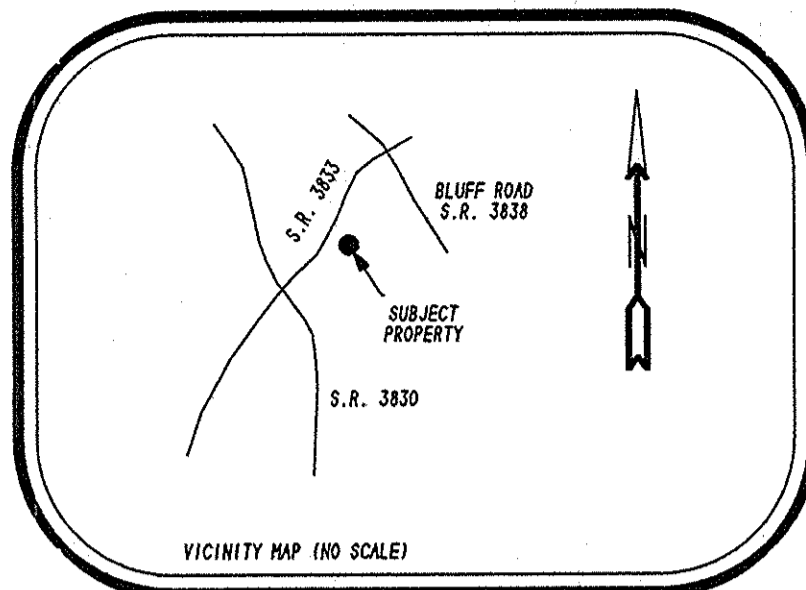 S.R. 3833
BLUFF ROAD
S.R. 3838
SUBJECT
PROPERTY
S.R. 3830
N
VICINITY MAP (NO SCALE)